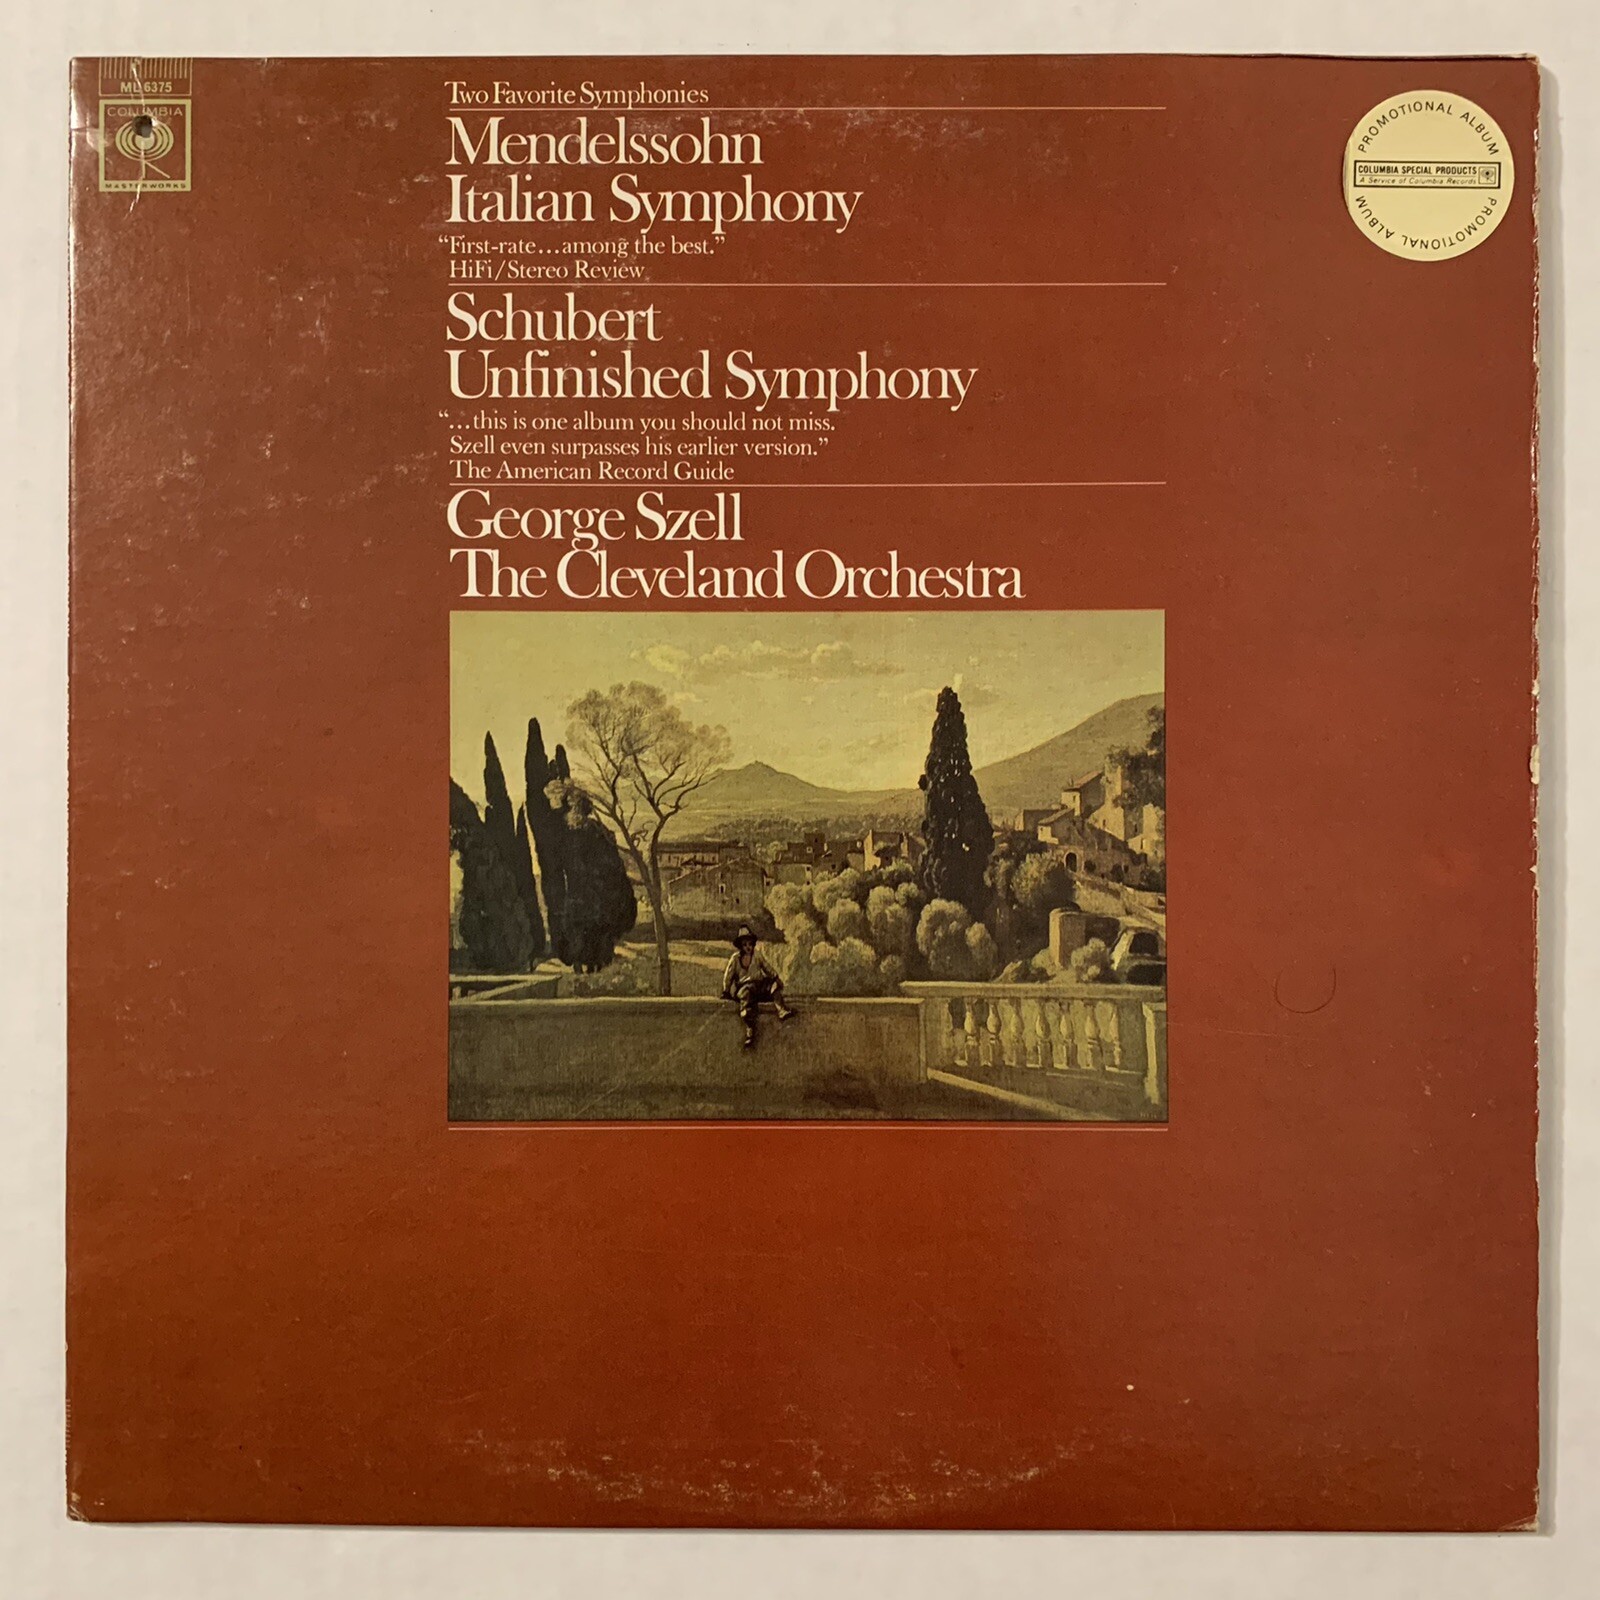 ML 6375
COLUMBIA
MASTERWORKS
Two Favorite Symphonies
Mendelssohn
Italian Symphony
“First-rate...among the best.”
HiFi/Stereo Review
Schubert
Unfinished Symphony
“...this is one album you should not miss.
Szell even surpasses his earlier version.”
The American Record Guide
George Szell
The Cleveland Orchestra
PROMOTIONAL ALBUM
COLUMBIA SPECIAL PRODUCTS
A Service of Columbia Records
PROMOTIONAL ALBUM